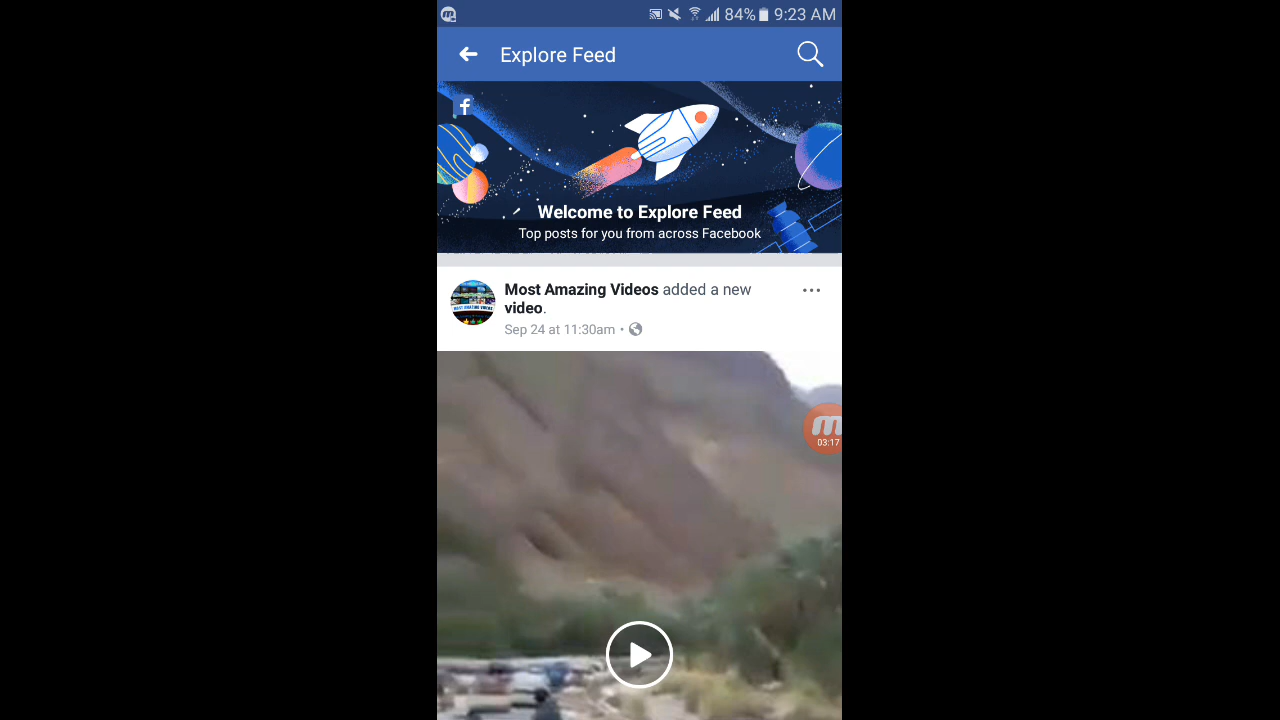 84% 9:23 AM
Explore Feed
f
Welcome to Explore Feed
Top posts for you from across Facebook
Most Amazing Videos added a new
video.
Sep 24 at 11:30am
03:17